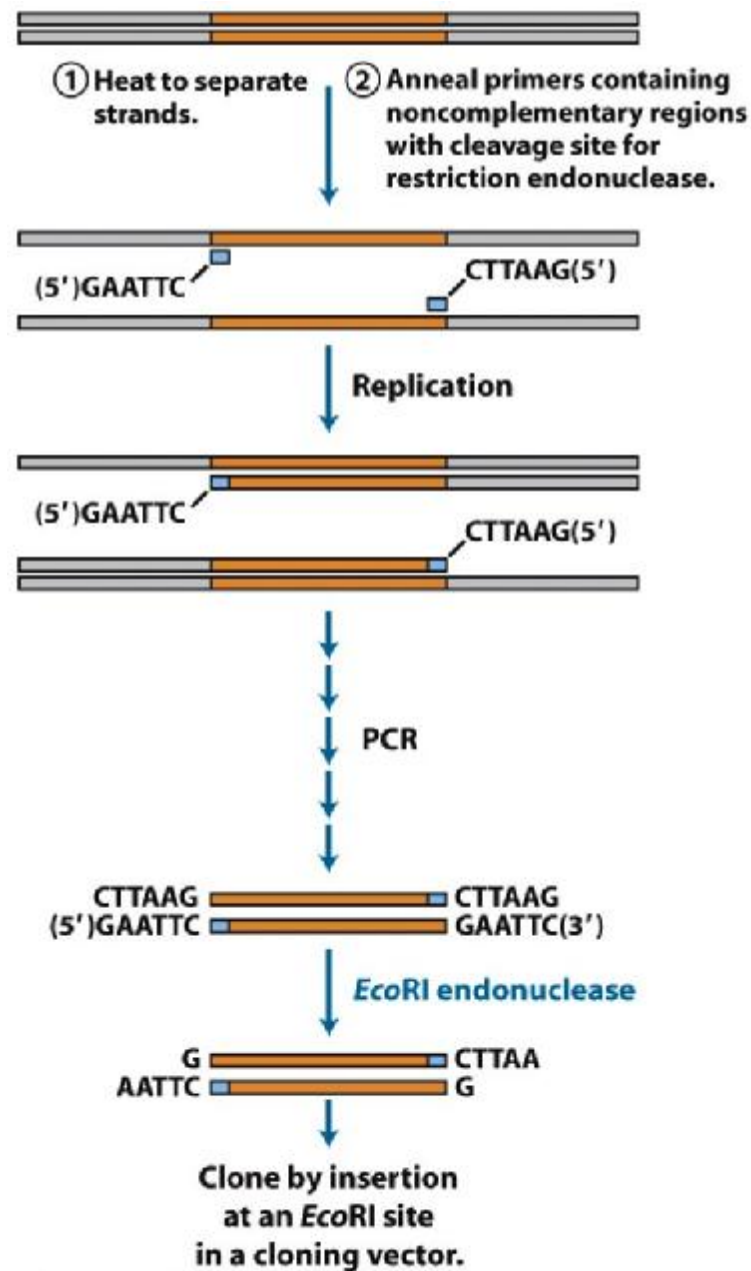 ① Heat to separate
strands.
② Anneal primers containing
noncomplementary regions
with cleavage site for
restriction endonuclease.
(5′)GAATTC
CTTAAG(5′)
Replication
(5′)GAATTC
CTTAAG(5′)
PCR
CTTAAG CTTAAG
(5′)GAATTC GAATTC(3′)
EcoRI endonuclease
G CTTAA
AATTC G
Clone by insertion
at an EcoRI site
in a cloning vector.